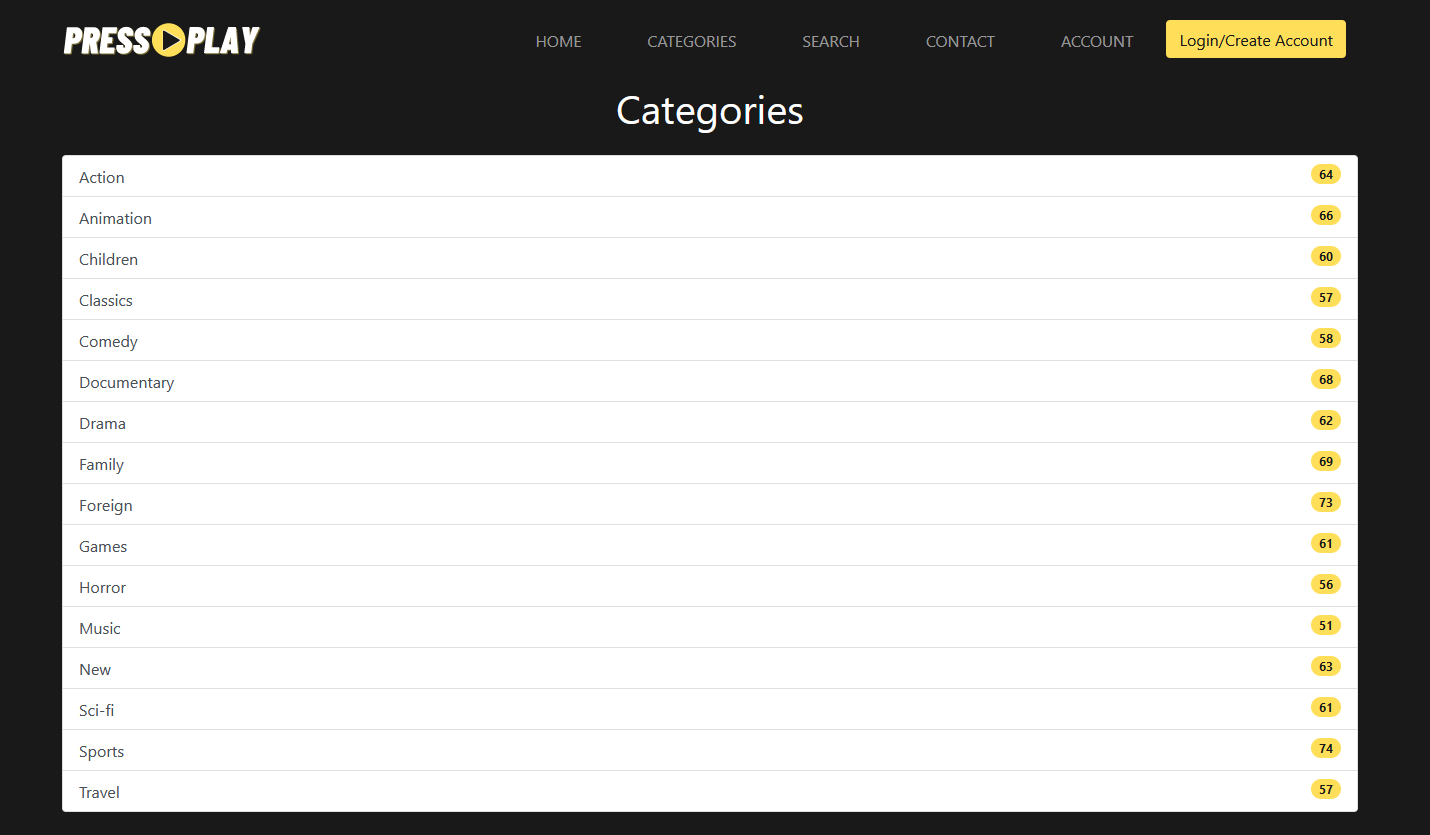 PRESS PLAY HOME CATEGORIES SEARCH CONTACT ACCOUNT Login/Create Account
Categories
Action 64
Animation 66
Children 60
Classics 57
Comedy 58
Documentary 68
Drama 62
Family 69
Foreign 73
Games 61
Horror 56
Music 51
New 63
Sci-fi 61
Sports 74
Travel 57